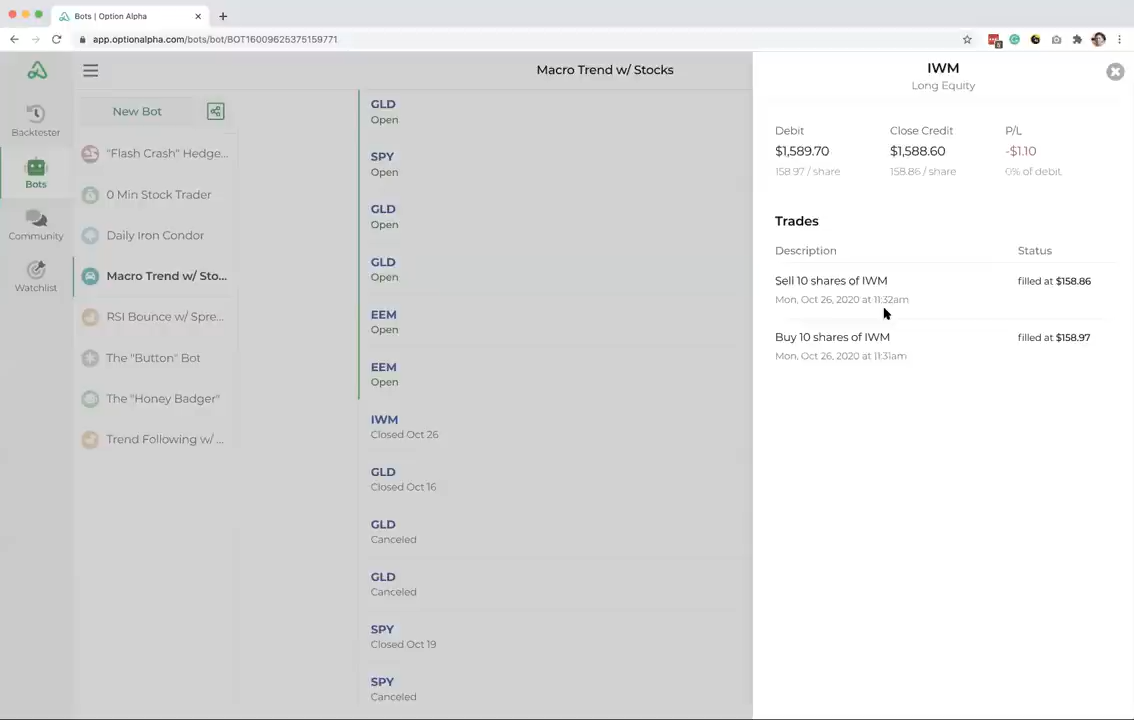 Bots | Option Alpha
app.optionalpha.com/bots/bot/BOT16009625375159771
Macro Trend w/ Stocks
Backtester
Bots
Community
Watchlist
New Bot
"Flash Crash" Hedge...
0 Min Stock Trader
Daily Iron Condor
Macro Trend w/ Sto...
RSI Bounce w/ Spre...
The "Button" Bot
The "Honey Badger"
Trend Following w/ ...
GLD
Open
SPY
Open
GLD
Open
GLD
Open
EEM
Open
EEM
Open
IWM
Closed Oct 26
GLD
Closed Oct 16
GLD
Canceled
GLD
Canceled
SPY
Closed Oct 19
SPY
Canceled
IWM
Long Equity
Debit Close Credit P/L
$1,589.70 $1,588.60 -$1.10
158.97 / share 158.86 / share 0% of debit
Trades
Description Status
Sell 10 shares of IWM filled at $158.86
Mon, Oct 26, 2020 at 11:32am
Buy 10 shares of IWM filled at $158.97
Mon, Oct 26, 2020 at 11:31am